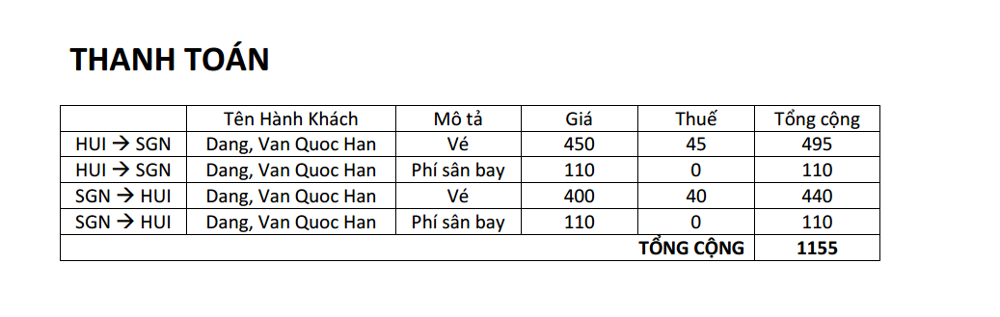 THANH TOÁN
Tên Hành Khách Mô tả Giá Thuế Tổng cộng
HUI → SGN Dang, Van Quoc Han Vé 450 45 495
HUI → SGN Dang, Van Quoc Han Phí sân bay 110 0 110
SGN → HUI Dang, Van Quoc Han Vé 400 40 440
SGN → HUI Dang, Van Quoc Han Phí sân bay 110 0 110
TỔNG CỘNG 1155